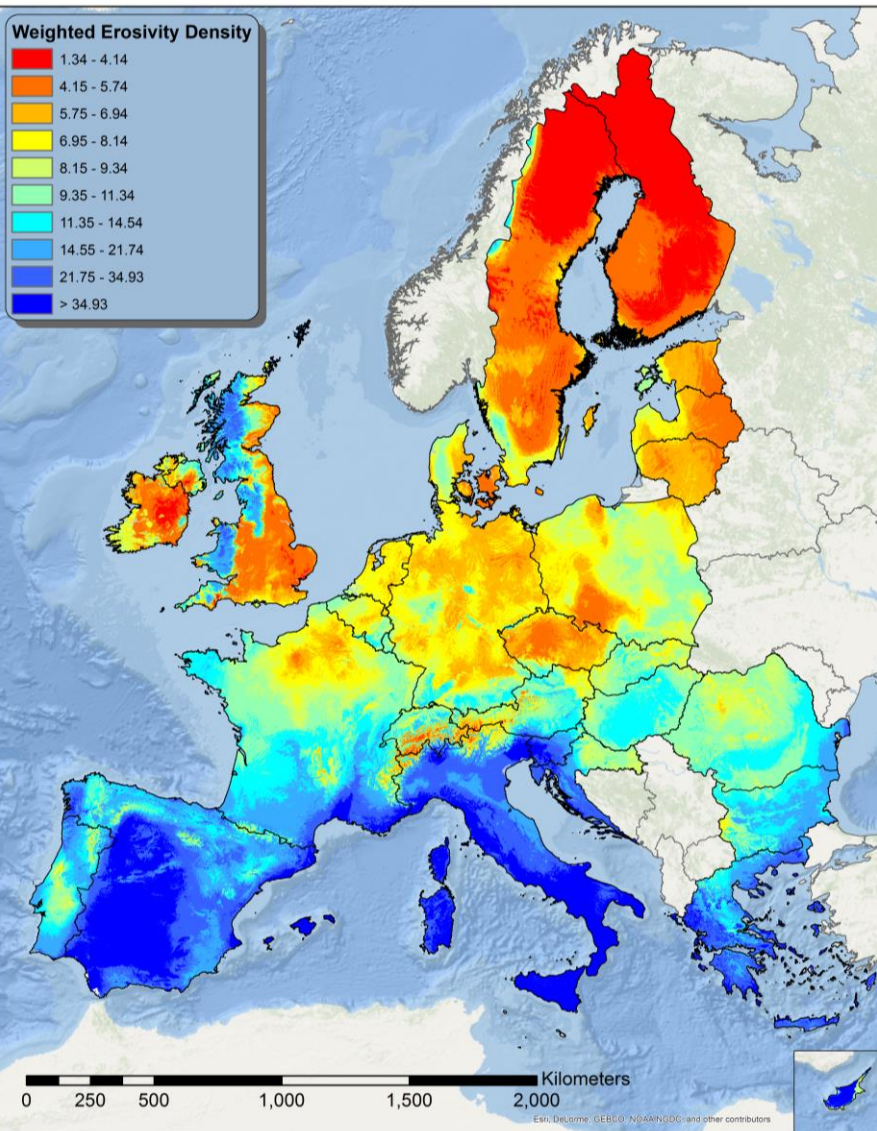 Weighted Erosivity Density
1.34 - 4.14
4.15 - 5.74
5.75 - 6.94
6.95 - 8.14
8.15 - 9.34
9.35 - 11.34
11.35 - 14.54
14.55 - 21.74
21.75 - 34.93
> 34.93
Kilometers
0 250 500 1,000 1,500 2,000
Esri, DeLorme, GEBCO, NOAA NGDC, and other contributors